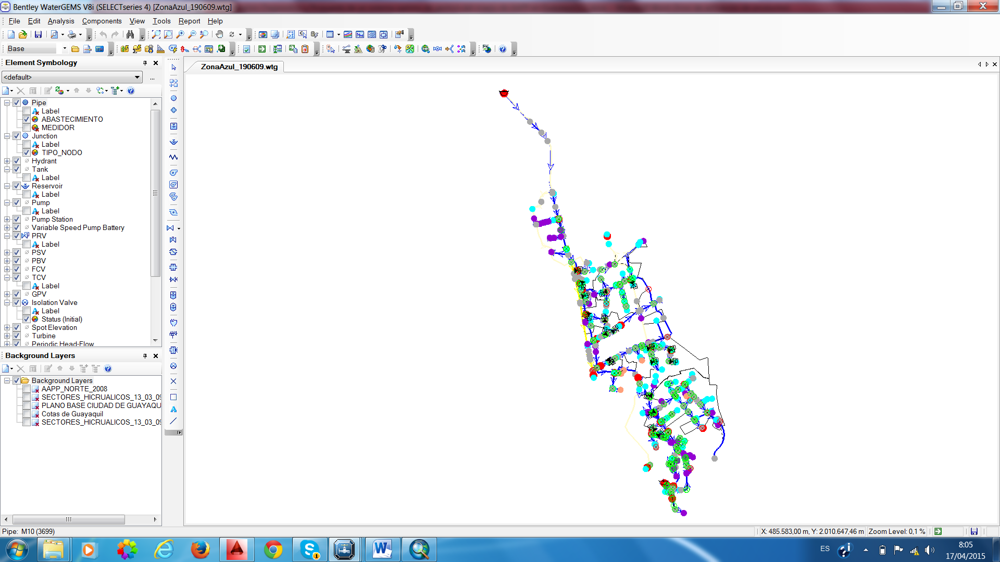 Bentley WaterGEMS V8i (SELECTseries 4) [ZonaAzul_190609.wtg]
File Edit Analysis Components View Tools Report Help
Base
Element Symbology
<default>
...
Pipe
Label
ABASTECIMIENTO
MEDIDOR
Junction
Label
TIPO_NODO
Hydrant
Tank
Label
Reservoir
Label
Pump
Label
Pump Station
Variable Speed Pump Battery
PRV
Label
PSV
PBV
FCV
TCV
Label
GPV
Isolation Valve
Label
Status (Initial)
Spot Elevation
Turbine
Periodic Head-Flow
Background Layers
Background Layers
AAPP_NORTE_2008
SECTORES_HICRUALICOS_13_03_09
PLANO BASE CIUDAD DE GUAYAQU
Cotas de Guayaquil
SECTORES_HICRUALICOS_13_03_09
ZonaAzul_190609.wtg
Pipe: M10 (3699)
X: 485.583,00 m, Y: 2.010.647,46 m
Zoom Level: 0,1 %
1
ES
8:05
17/04/2015